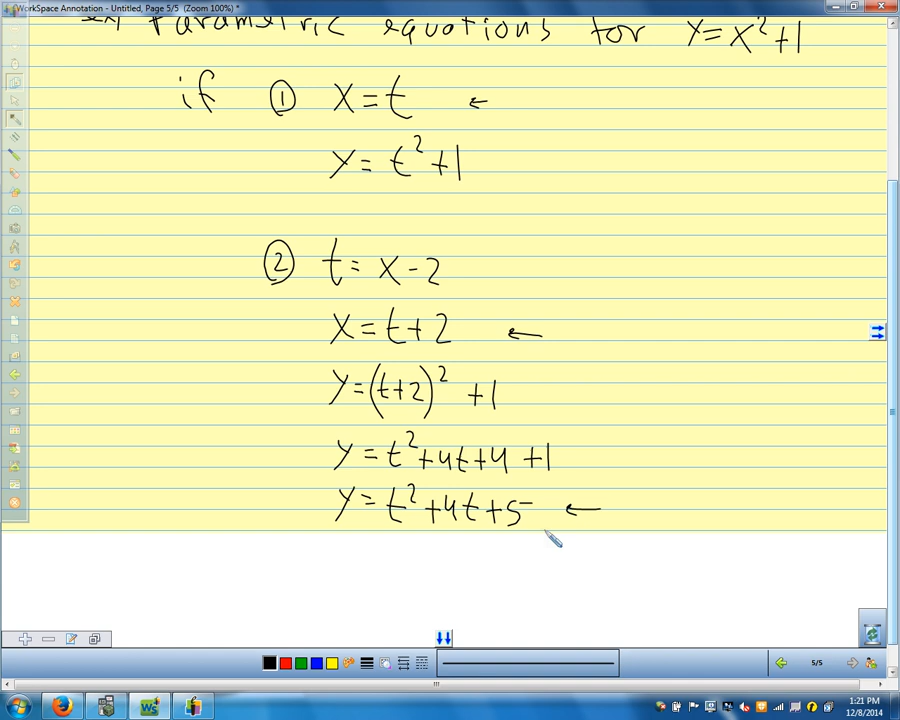 WorkSpace Annotation - Untitled, Page 5/5 (Zoom 100%) *
Parametric equations for y=x²+1
if ① x=t ←
y= t²+1
② t= x-2
x=t+2 ←
y=(t+2)² +1
y= t²+4t+4 +1
y= t²+4t+5 ←
5/5
1:21 PM
12/8/2014